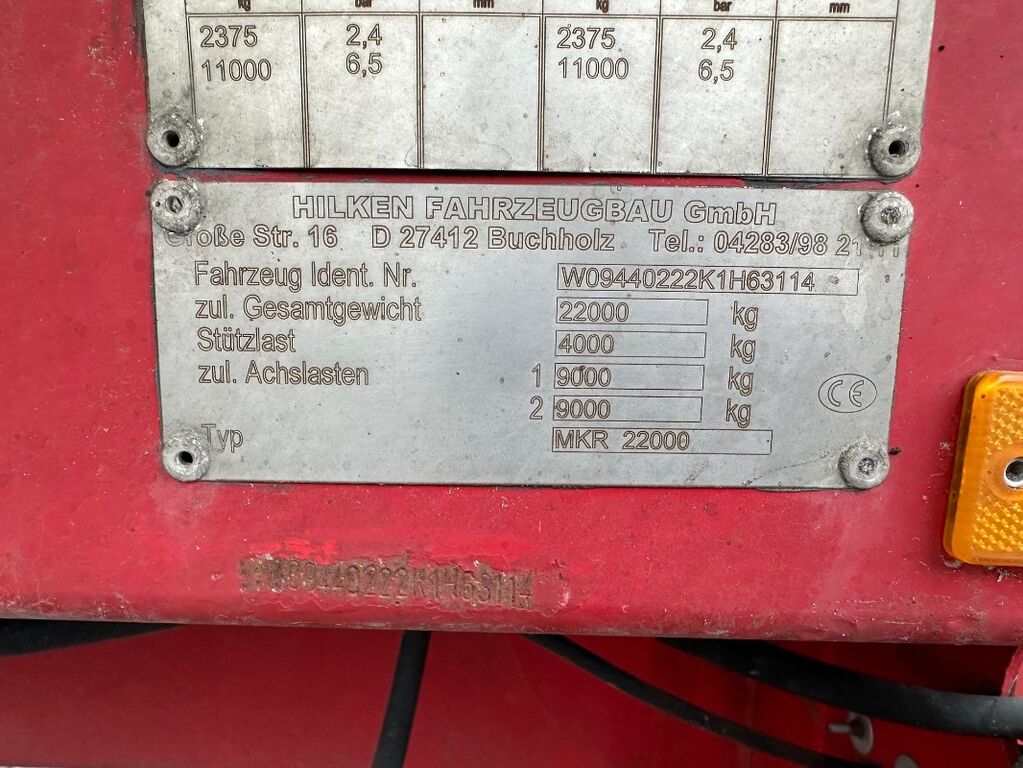 kg bar mm kg bar mm
2375 2,4 2375 2,4
11000 6,5 11000 6,5
HILKEN FAHRZEUGBAU GmbH
Große Str. 16 D 27412 Buchholz Tel.: 04283/98
Fahrzeug Ident. Nr. W09440222K1H63114
zul. Gesamtgewicht 22000 kg
Stützlast 4000 kg
zul. Achslasten 1 9000 kg
2 9000 kg
CE
Typ MKR 22000
W09440222K1H63114